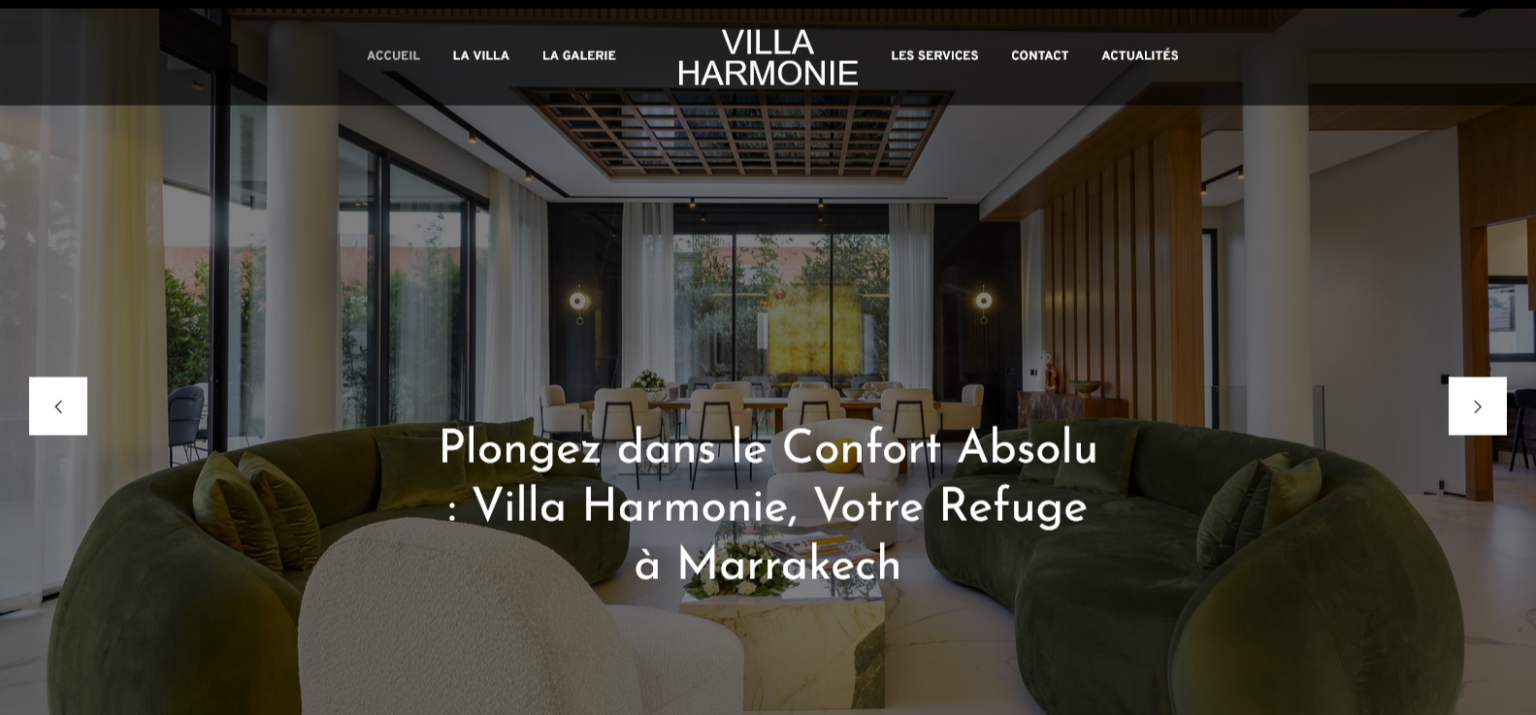 ACCUEIL LA VILLA LA GALERIE
VILLA
HARMONIE
LES SERVICES CONTACT ACTUALITÉS
Plongez dans le Confort Absolu
: Villa Harmonie, Votre Refuge
à Marrakech